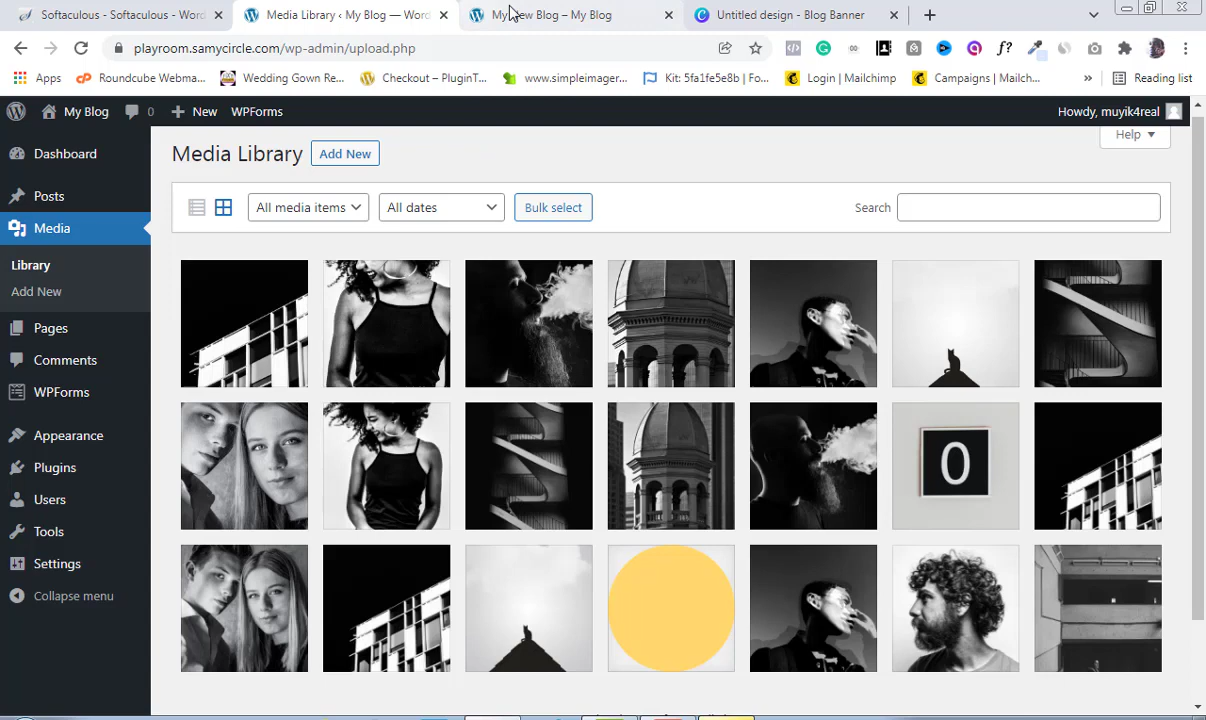 Softaculous - Softaculous - Word
Media Library ‹ My Blog — Word
My New Blog – My Blog
Untitled design - Blog Banner
playroom.samycircle.com/wp-admin/upload.php
Apps
Roundcube Webma...
Wedding Gown Re...
Checkout – PluginT...
www.simpleimager...
Kit: 5fa1fe5e8b | Fo...
Login | Mailchimp
Campaigns | Mailch...
»
Reading list
My Blog
0
New
WPForms
Howdy, muyik4real
Help
Dashboard
Posts
Media
Library
Add New
Pages
Comments
WPForms
Appearance
Plugins
Users
Tools
Settings
Collapse menu
Media Library
Add New
All media items
All dates
Bulk select
Search
0